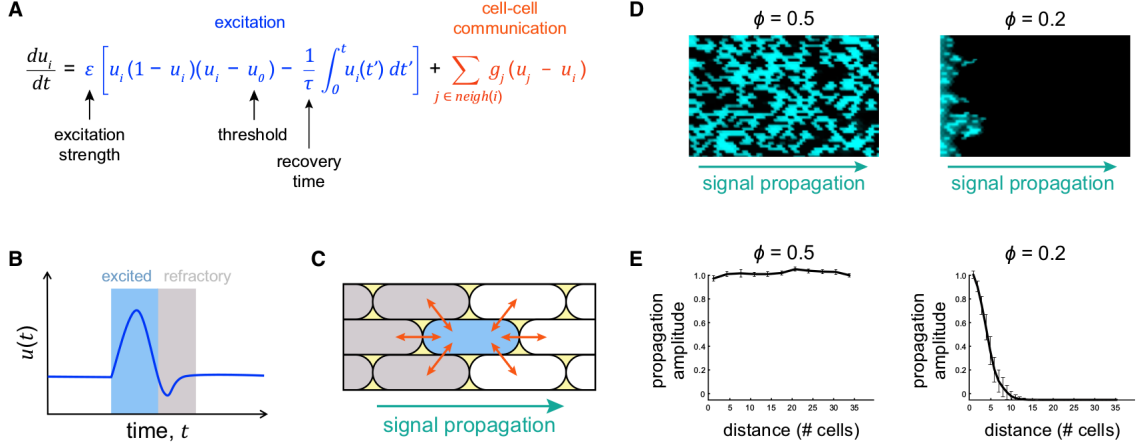 A
excitation
cell-cell
communication
du_i/dt = ε [ u_i (1 − u_i)(u_i − u_0) − 1/τ ∫_0^t u_i(t') dt' ] + ∑_{j ∈ neigh(i)} g_j (u_j − u_i)
excitation
strength
threshold
recovery
time
B
excited refractory
u(t)
time, t
C
signal propagation
D
ϕ = 0.5
ϕ = 0.2
signal propagation
signal propagation
E
ϕ = 0.5
propagation
amplitude
1.0
0.8
0.6
0.4
0.2
0
0 5 10 15 20 25 30 35
distance (# cells)
ϕ = 0.2
propagation
amplitude
1.0
0.8
0.6
0.4
0.2
0
0 5 10 15 20 25 30 35
distance (# cells)